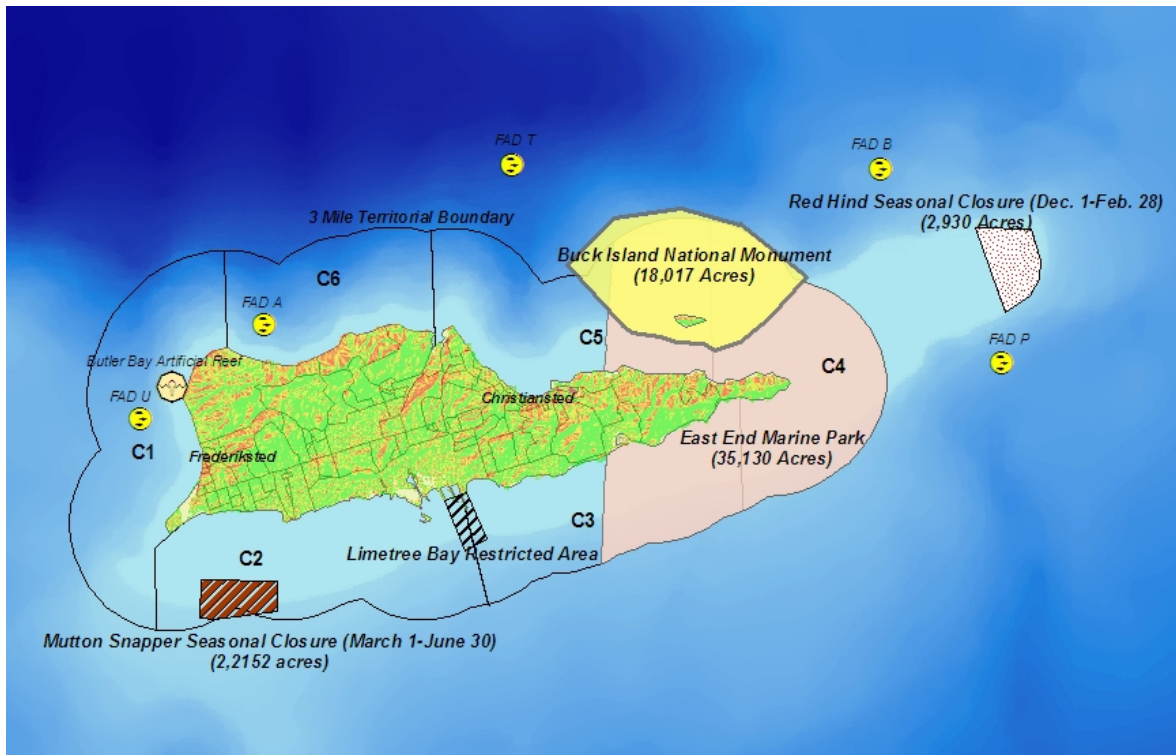 FAD T
FAD B
Red Hind Seasonal Closure (Dec. 1-Feb. 28)
(2,930 Acres)
3 Mile Territorial Boundary
Buck Island National Monument
(18,017 Acres)
C6
FAD A
C5
FAD P
Butler Bay Artificial Reef
C4
FAD U
Christiansted
East End Marine Park
(35,130 Acres)
C1
Frederiksted
C3
Limetree Bay Restricted Area
C2
Mutton Snapper Seasonal Closure (March 1-June 30)
(2,2152 acres)